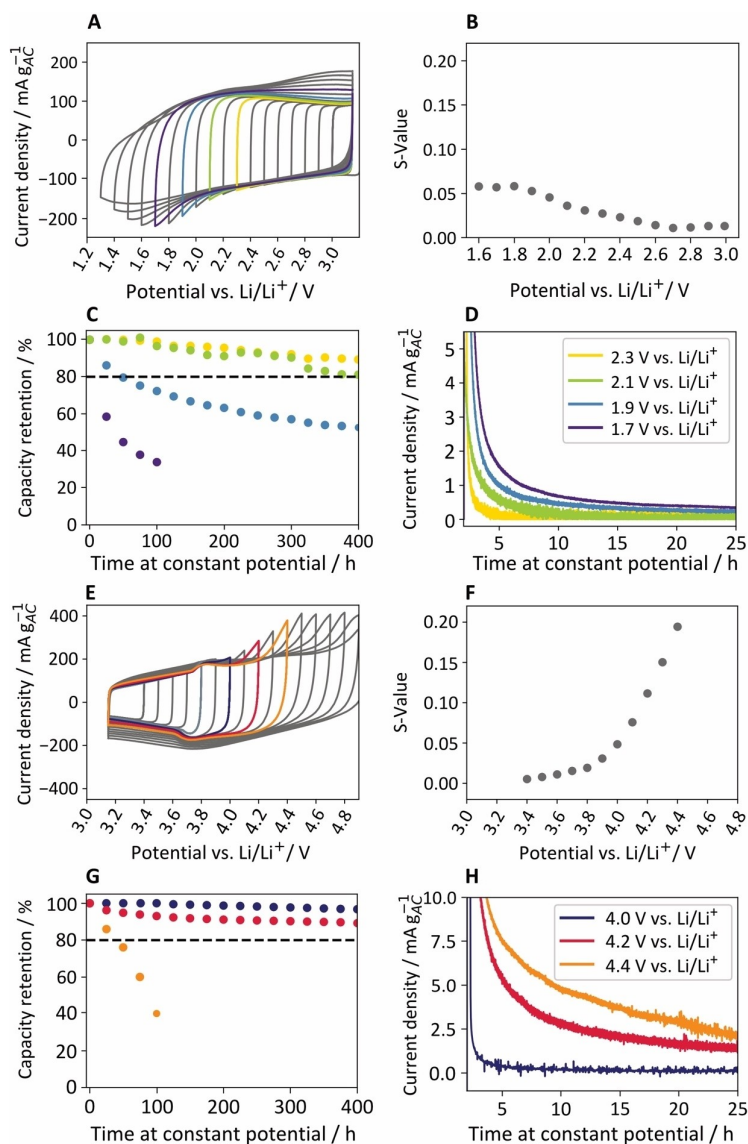 A
Current density / mA g_AC^−1
200
100
0
−100
−200
1.2
1.4
1.6
1.8
2.0
2.2
2.4
2.6
2.8
3.0
Potential vs. Li/Li⁺/ V
B
S-Value
0.20
0.15
0.10
0.05
0.00
1.6 1.8 2.0 2.2 2.4 2.6 2.8 3.0
Potential vs. Li/Li⁺/ V
C
Capacity retention / %
100
80
60
40
20
0
0 100 200 300 400
Time at constant potential / h
D
Current density / mA g_AC^−1
5
4
3
2
1
0
2.3 V vs. Li/Li⁺
2.1 V vs. Li/Li⁺
1.9 V vs. Li/Li⁺
1.7 V vs. Li/Li⁺
5 10 15 20 25
Time at constant potential / h
E
Current density / mA g_AC^−1
400
200
0
−200
−400
3.0
3.2
3.4
3.6
3.8
4.0
4.2
4.4
4.6
4.8
Potential vs. Li/Li⁺/ V
F
S-Value
0.20
0.15
0.10
0.05
0.00
3.0
3.2
3.4
3.6
3.8
4.0
4.2
4.4
4.6
4.8
Potential vs. Li/Li⁺/ V
G
Capacity retention / %
100
80
60
40
20
0
0 100 200 300 400
Time at constant potential / h
H
Current density / mA g_AC^−1
10.0
7.5
5.0
2.5
0.0
4.0 V vs. Li/Li⁺
4.2 V vs. Li/Li⁺
4.4 V vs. Li/Li⁺
5 10 15 20 25
Time at constant potential / h